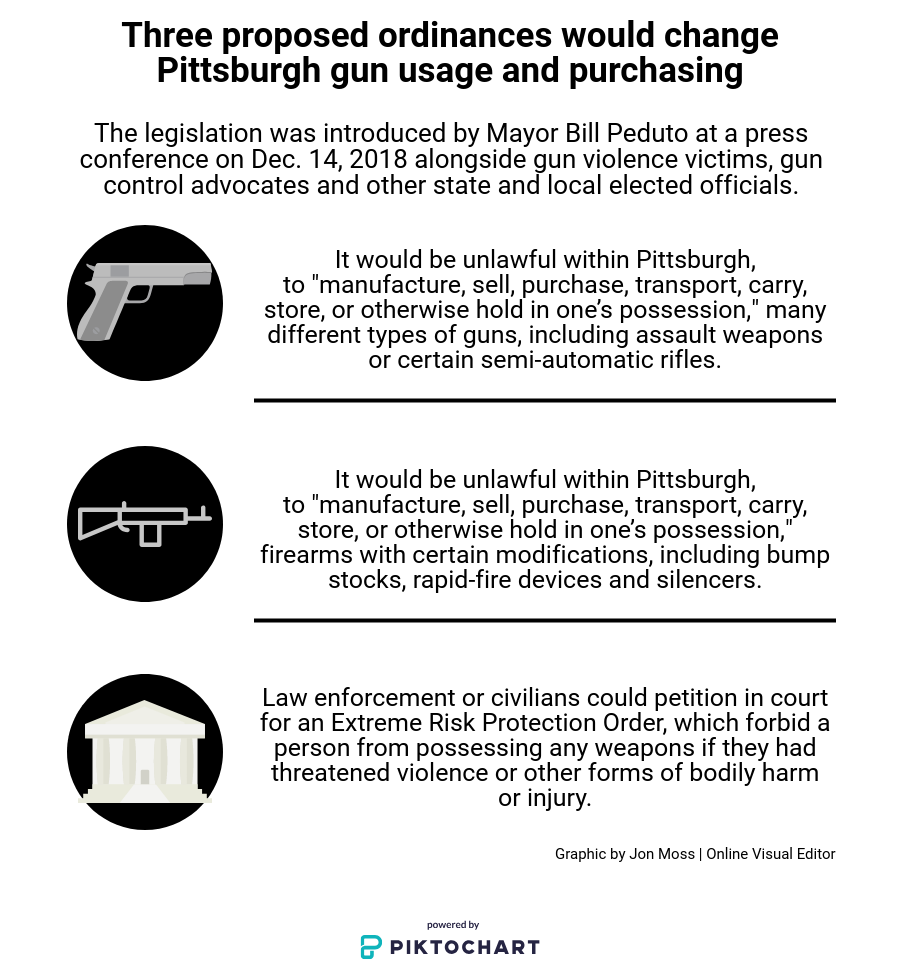 Three proposed ordinances would change
Pittsburgh gun usage and purchasing
The legislation was introduced by Mayor Bill Peduto at a press
conference on Dec. 14, 2018 alongside gun violence victims, gun
control advocates and other state and local elected officials.
It would be unlawful within Pittsburgh,
to "manufacture, sell, purchase, transport, carry,
store, or otherwise hold in one’s possession," many
different types of guns, including assault weapons
or certain semi-automatic rifles.
It would be unlawful within Pittsburgh,
to "manufacture, sell, purchase, transport, carry,
store, or otherwise hold in one’s possession,"
firearms with certain modifications, including bump
stocks, rapid-fire devices and silencers.
Law enforcement or civilians could petition in court
for an Extreme Risk Protection Order, which forbid a
person from possessing any weapons if they had
threatened violence or other forms of bodily harm
or injury.
Graphic by Jon Moss | Online Visual Editor
powered by
PIKTOCHART